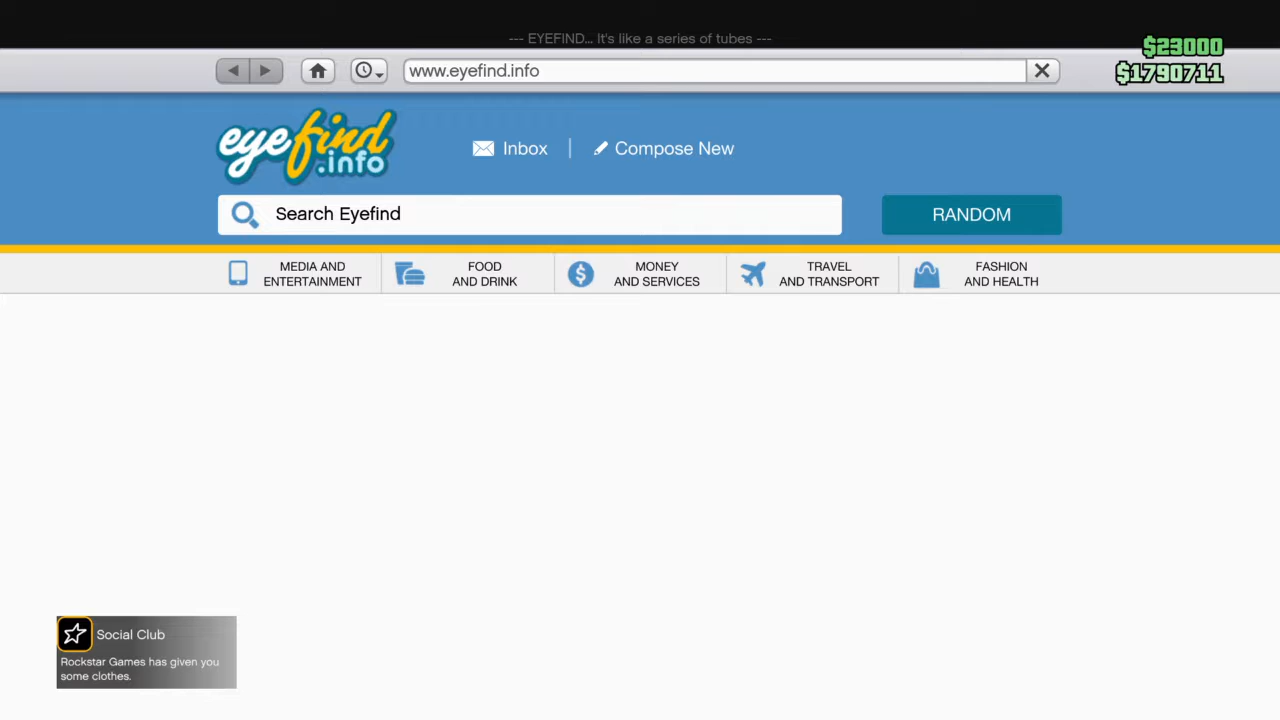 --- EYEFIND... It's like a series of tubes ---
$23000
www.eyefind.info
$1790711
eyefind
.info
Inbox
Compose New
Search Eyefind
RANDOM
MEDIA AND
ENTERTAINMENT
FOOD
AND DRINK
MONEY
AND SERVICES
TRAVEL
AND TRANSPORT
FASHION
AND HEALTH
Social Club
Rockstar Games has given you
some clothes.